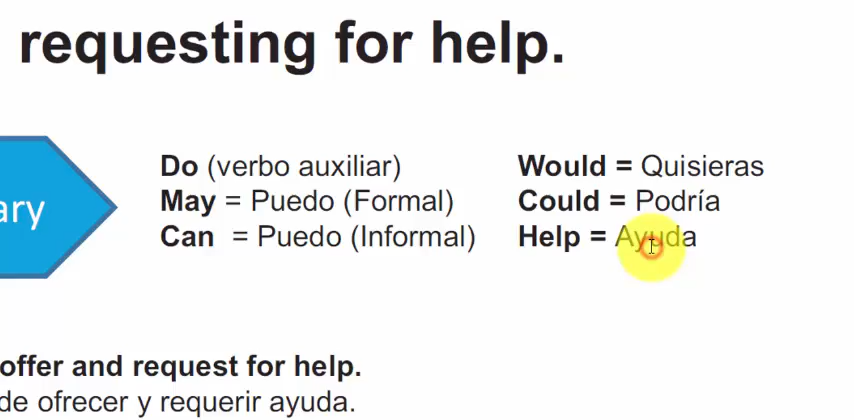 requesting for help.
ary
Do (verbo auxiliar)
May = Puedo (Formal)
Can = Puedo (Informal)
Would = Quisieras
Could = Podría
Help = Ayuda
offer and request for help.
de ofrecer y requerir ayuda.